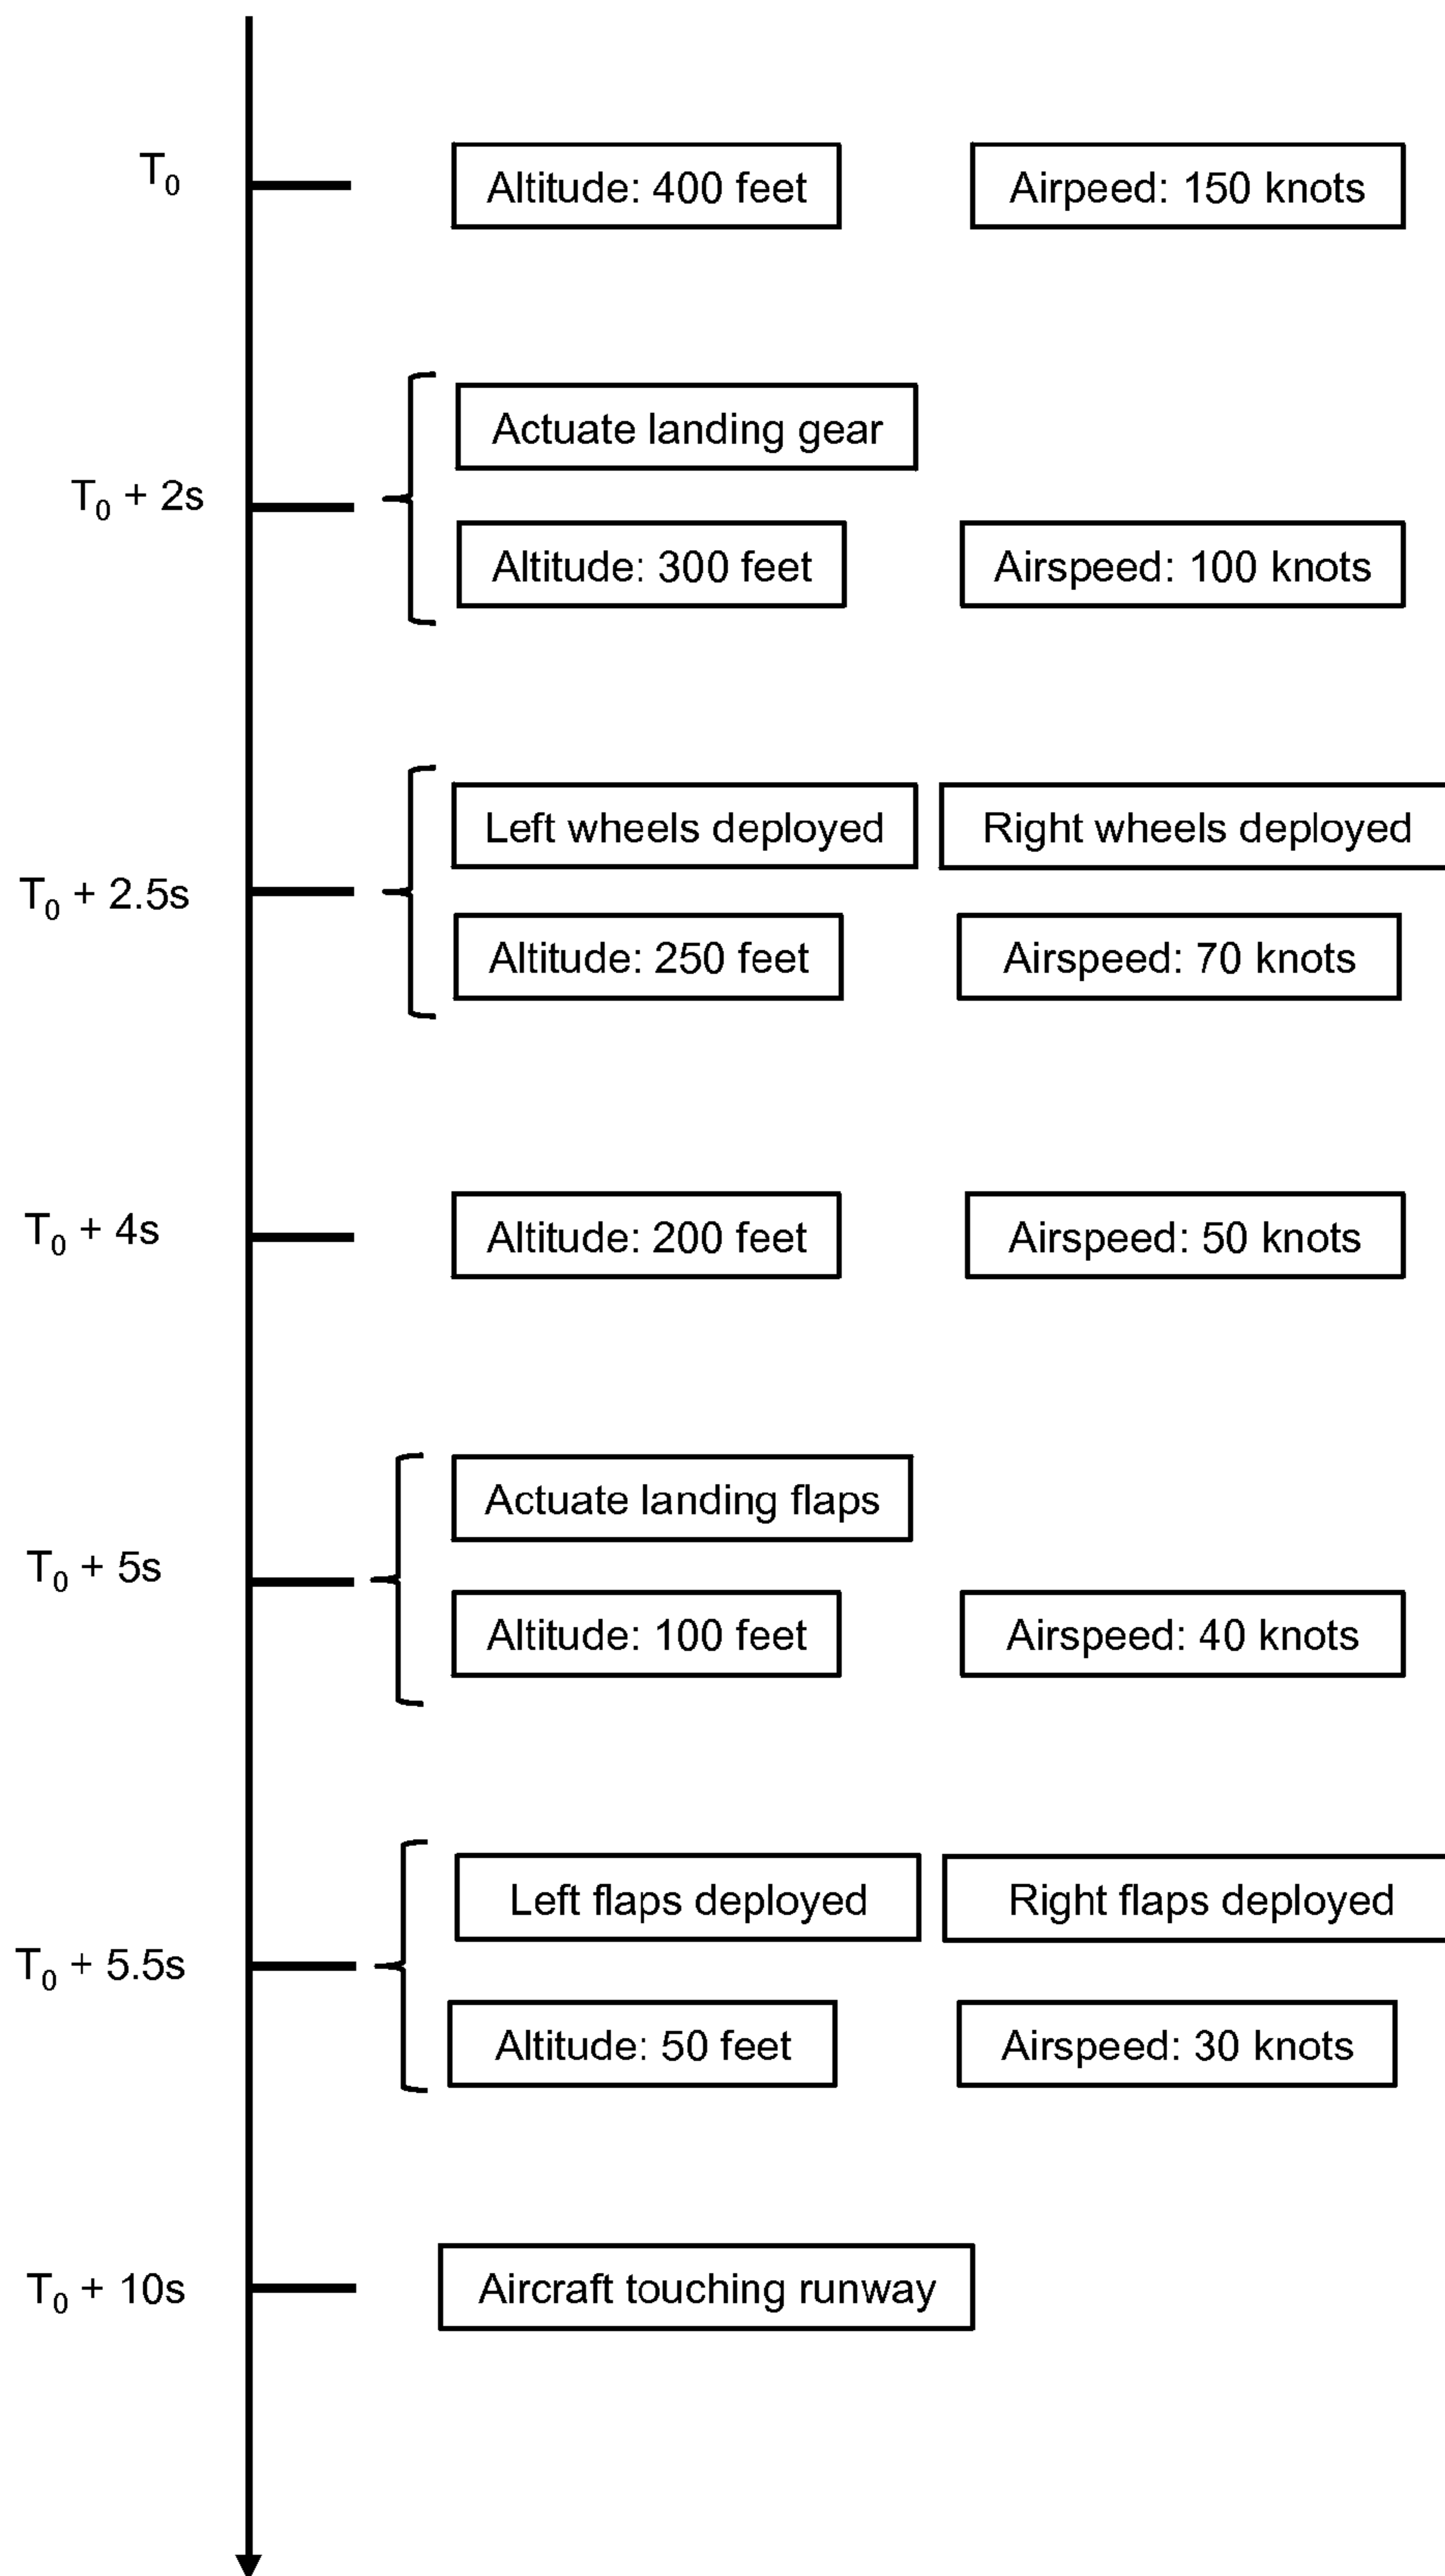 T₀
Altitude: 400 feet
Airpeed: 150 knots
Actuate landing gear
T₀ + 2s
Altitude: 300 feet
Airspeed: 100 knots
Left wheels deployed
Right wheels deployed
T₀ + 2.5s
Altitude: 250 feet
Airspeed: 70 knots
T₀ + 4s
Altitude: 200 feet
Airspeed: 50 knots
Actuate landing flaps
T₀ + 5s
Altitude: 100 feet
Airspeed: 40 knots
Left flaps deployed
Right flaps deployed
T₀ + 5.5s
Altitude: 50 feet
Airspeed: 30 knots
T₀ + 10s
Aircraft touching runway